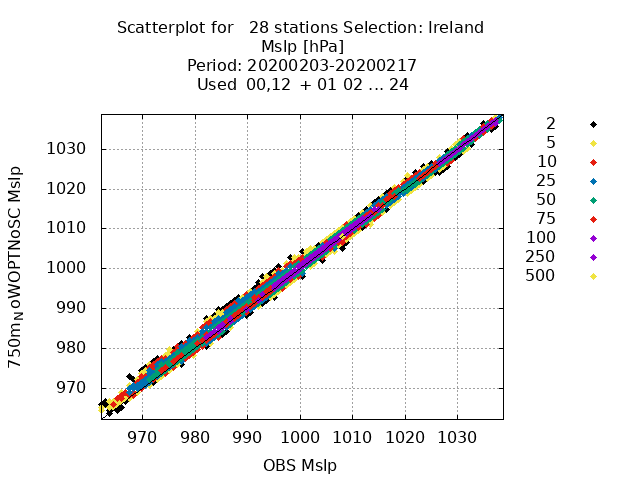 Scatterplot for   28 stations Selection: Ireland
Mslp [hPa]
Period: 20200203-20200217
Used  00,12  + 01 02 ... 24
2
5
10
25
50
75
100
250
500
1030
1020
1010
1000
990
980
970
750mNoWOPTNoSC Mslp
970 980 990 1000 1010 1020 1030
OBS Mslp